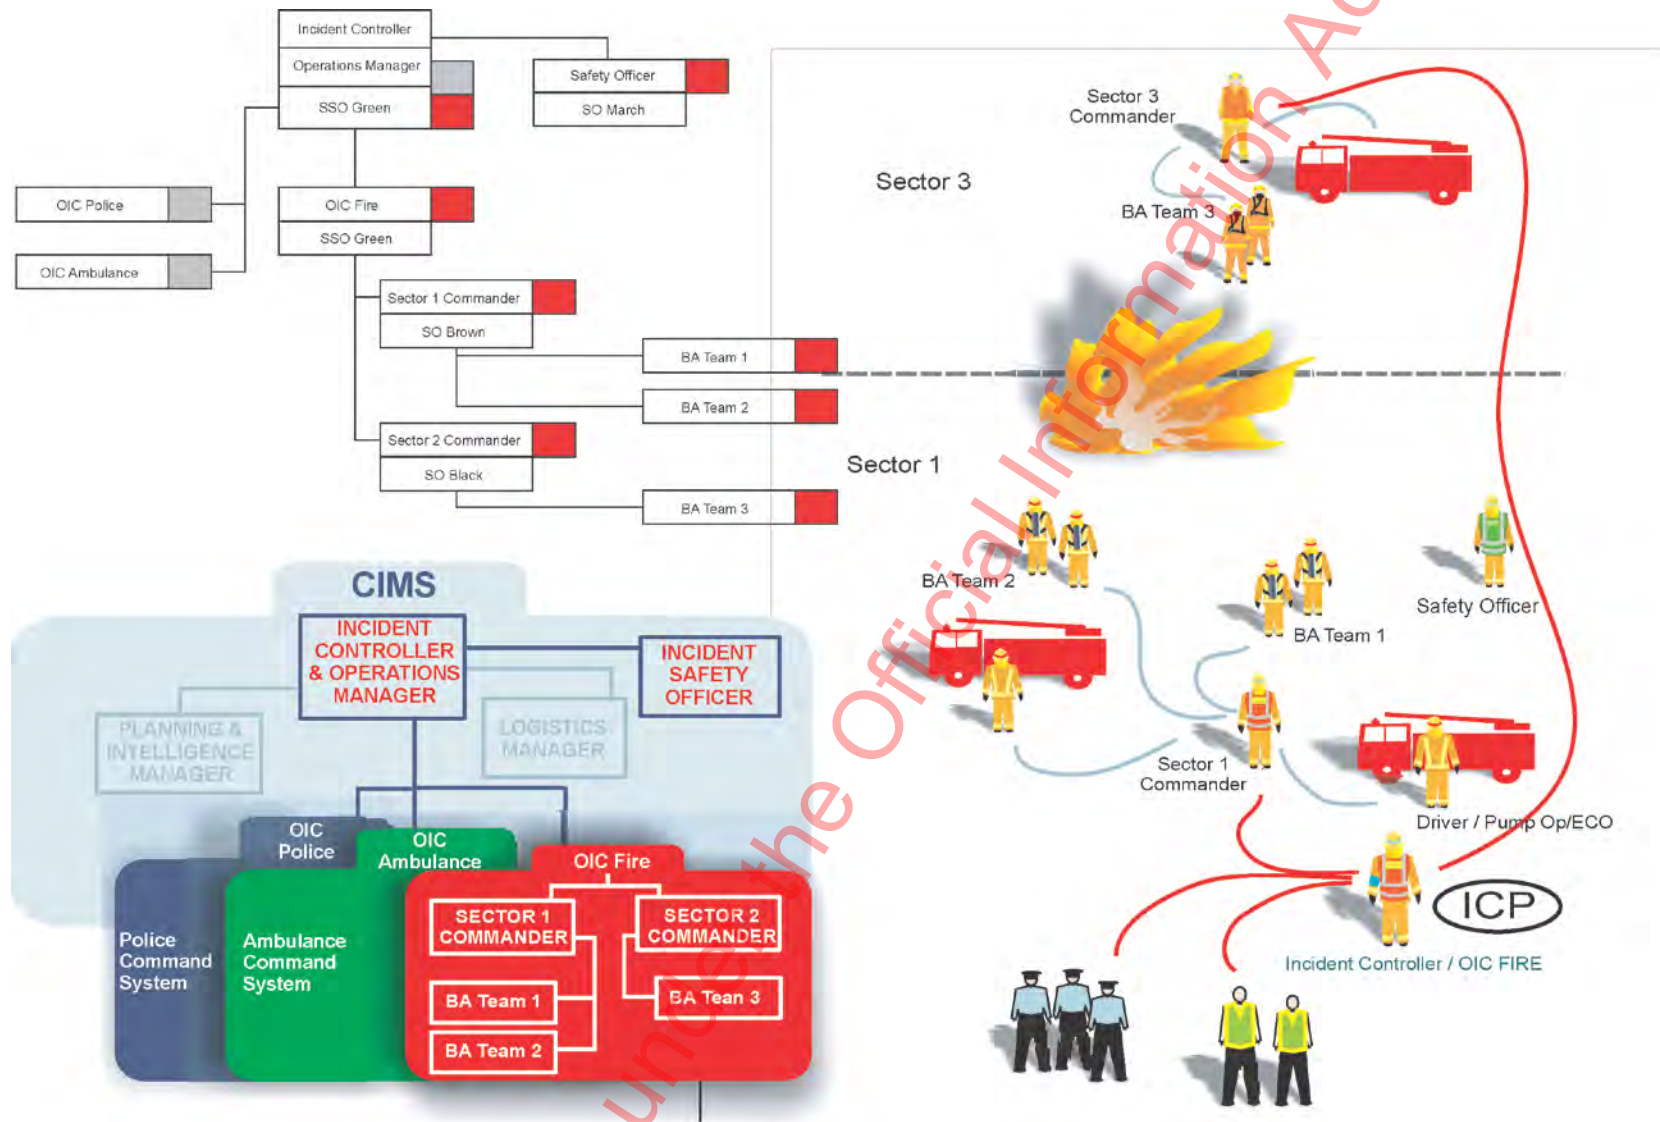 Incident Controller
Operations Manager
SSO Green
Safety Officer
SO March
OIC Police
OIC Ambulance
OIC Fire
SSO Green
Sector 1 Commander
SO Brown
BA Team 1
BA Team 2
Sector 2 Commander
SO Black
BA Team 3
Sector 3
Commander
Sector 3
BA Team 3
Sector 1
BA Team 2
BA Team 1
Safety Officer
Sector 1
Commander
Driver / Pump Op/ECO
ICP
Incident Controller / OIC FIRE
CIMS
INCIDENT
CONTROLLER
& OPERATIONS
MANAGER
INCIDENT
SAFETY
OFFICER
PLANNING &
INTELLIGENCE
MANAGER
LOGISTICS
MANAGER
OIC
Police
OIC
Ambulance
OIC Fire
Police
Command
System
Ambulance
Command
System
SECTOR 1
COMMANDER
SECTOR 2
COMMANDER
BA Team 1
BA Tean 3
BA Team 2
under the Official Information Ac